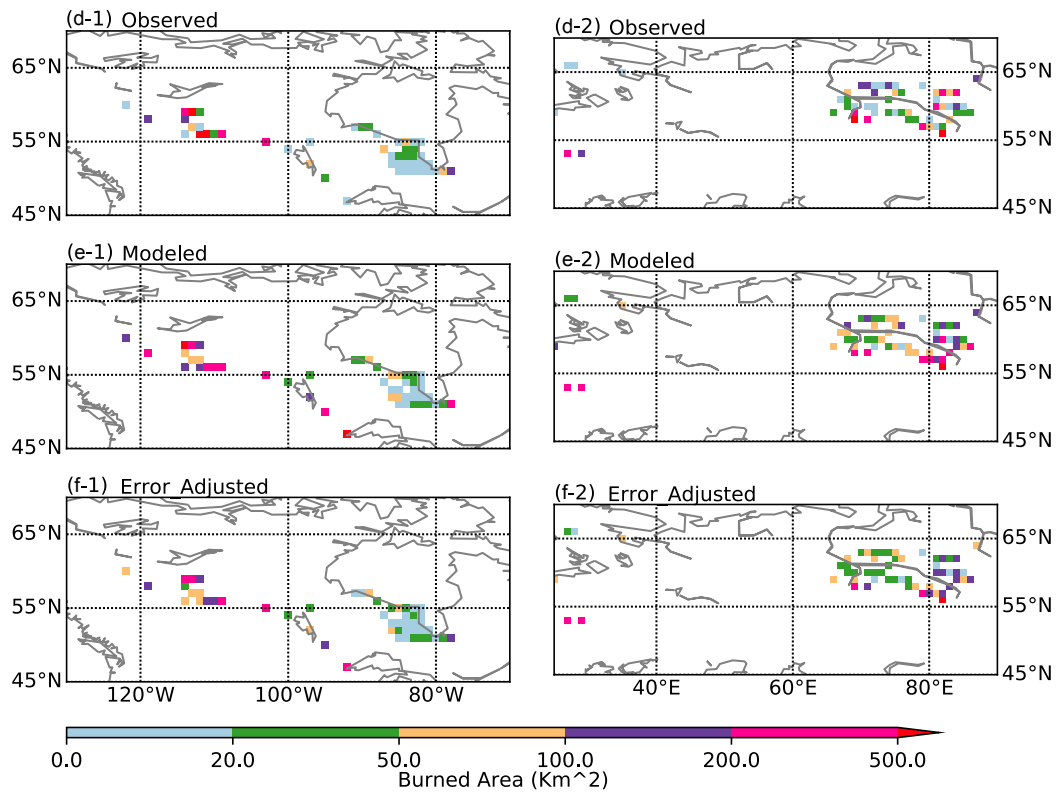 (d-1) Observed
(d-2) Observed
65°N
55°N
45°N
65°N
55°N
45°N
(e-1) Modeled
(e-2) Modeled
65°N
55°N
45°N
65°N
55°N
45°N
(f-1) Error_Adjusted
(f-2) Error_Adjusted
65°N
55°N
45°N
65°N
55°N
45°N
120°W 100°W 80°W
40°E 60°E 80°E
0.0 20.0 50.0 100.0 200.0 500.0
Burned Area (Km^2)